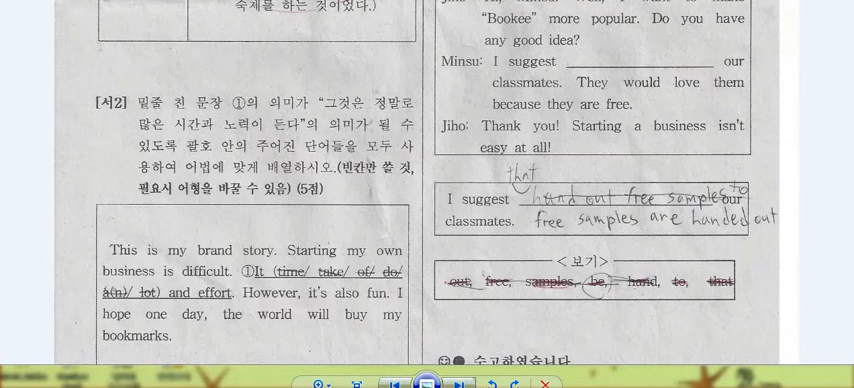 숙제를 하는 것이었다.)
[서2] 밑줄 친 문장 ①의 의미가 “그것은 정말로
많은 시간과 노력이 든다”의 의미가 될 수
있도록 괄호 안의 주어진 단어들을 모두 사
용하여 어법에 맞게 배열하시오.(빈칸만 쓸 것,
필요시 어형을 바꿀 수 있음) (5점)
This is my brand story. Starting my own
business is difficult. ①It (time/ take/ of/ do/
a(n)/ lot) and effort. However, it's also fun. I
hope one day, the world will buy my
bookmarks.
“Bookee” more popular. Do you have
any good idea?
Minsu: I suggest ____________ our
classmates. They would love them
because they are free.
Jiho: Thank you! Starting a business isn't
easy at all!
that
I suggest hand out free samples to our
classmates. free samples are handed out
<보기>
out, free, samples, be, hand, to, that
수고하였습니다